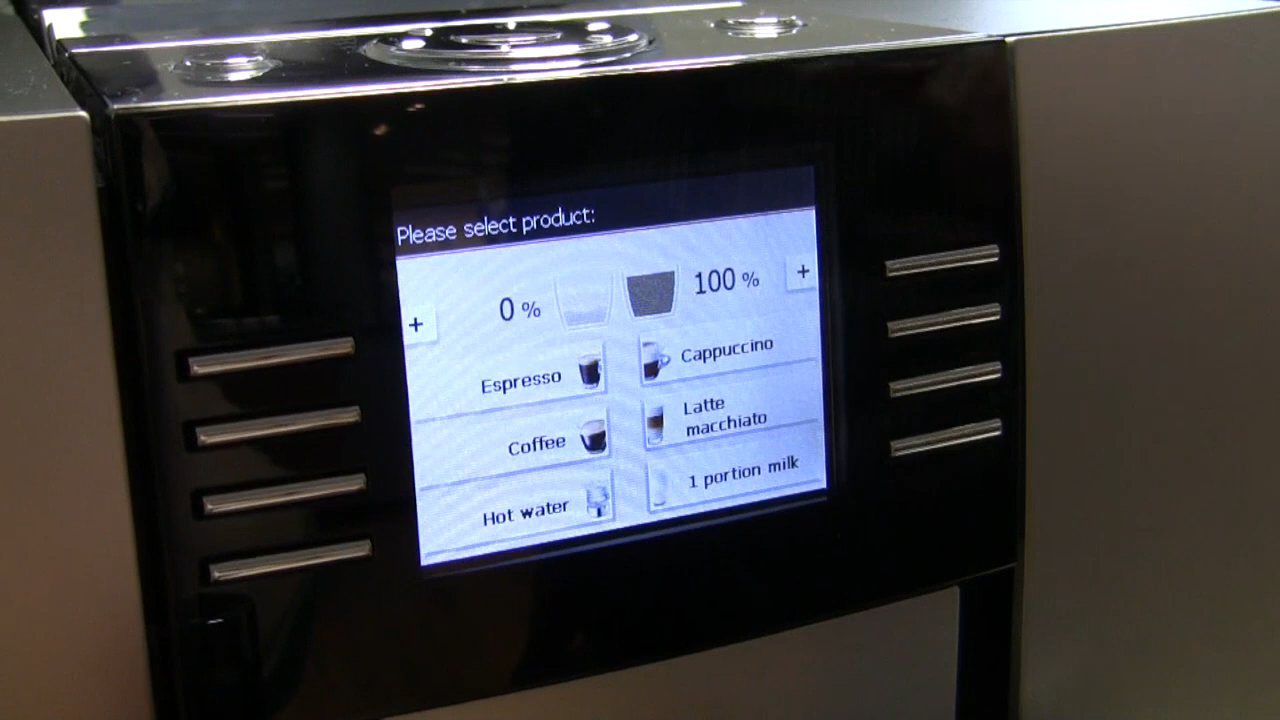 Please select product:
+ 0 % 100 % +
Espresso Cappuccino
Coffee Latte
macchiato
Hot water 1 portion milk